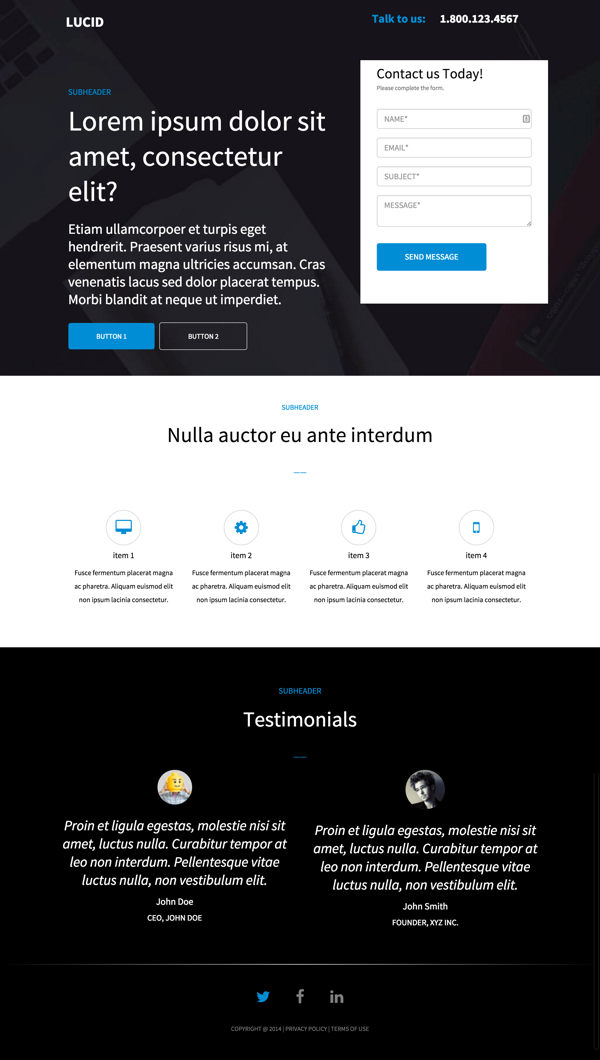 LUCID
Talk to us: 1.800.123.4567
SUBHEADER
Lorem ipsum dolor sit
amet, consectetur
elit?
Etiam ullamcorpoer et turpis eget
hendrerit. Praesent varius risus mi, at
elementum magna ultricies accumsan. Cras
venenatis lacus sed dolor placerat tempus.
Morbi blandit at neque ut imperdiet.
BUTTON 1
BUTTON 2
Contact us Today!
Please complete the form.
NAME*
EMAIL*
SUBJECT*
MESSAGE*
SEND MESSAGE
SUBHEADER
Nulla auctor eu ante interdum
item 1
Fusce fermentum placerat magna
ac pharetra. Aliquam euismod elit
non ipsum lacinia consectetur.
item 2
Fusce fermentum placerat magna
ac pharetra. Aliquam euismod elit
non ipsum lacinia consectetur.
item 3
Fusce fermentum placerat magna
ac pharetra. Aliquam euismod elit
non ipsum lacinia consectetur.
item 4
Fusce fermentum placerat magna
ac pharetra. Aliquam euismod elit
non ipsum lacinia consectetur.
SUBHEADER
Testimonials
Proin et ligula egestas, molestie nisi sit
amet, luctus nulla. Curabitur tempor at
leo non interdum. Pellentesque vitae
luctus nulla, non vestibulum elit.
John Doe
CEO, JOHN DOE
Proin et ligula egestas, molestie nisi sit
amet, luctus nulla. Curabitur tempor at
leo non interdum. Pellentesque vitae
luctus nulla, non vestibulum elit.
John Smith
FOUNDER, XYZ INC.
COPYRIGHT @ 2014 | PRIVACY POLICY | TERMS OF USE